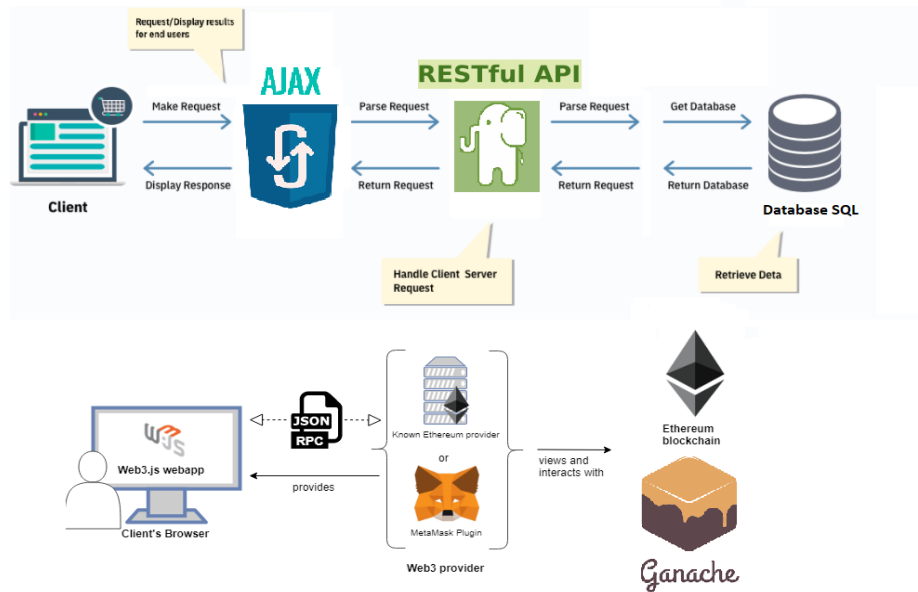 Request/Display results
for end users
AJAX
RESTful API
Make Request
Parse Request
Parse Request
Get Database
Display Response
Return Request
Return Request
Return Database
Client
Database SQL
Handle Client Server
Request
Retrieve Deta
JSON
RPC
Known Ethereum provider
or
MetaMask Plugin
Web3 provider
W3JS
Web3.js webapp
Client's Browser
provides
views and
interacts with
Ethereum
blockchain
Ganache